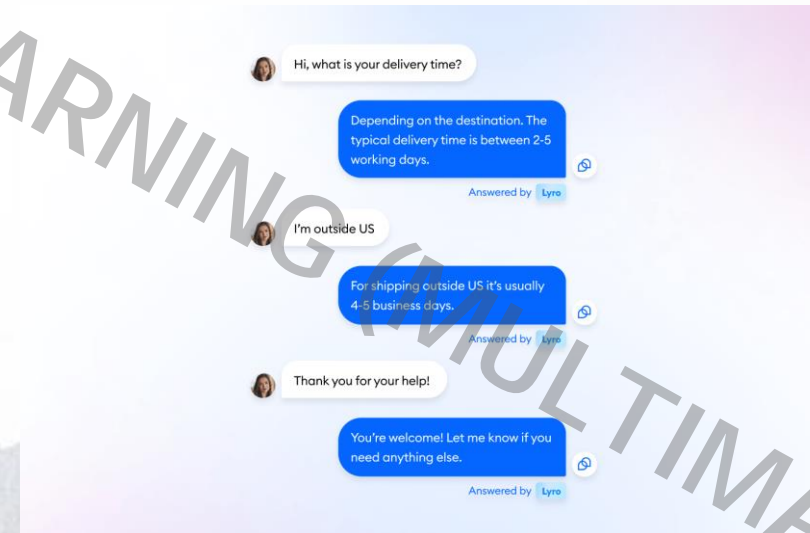 Hi, what is your delivery time?
Depending on the destination. The
typical delivery time is between 2-5
working days.
Answered by Lyro
I'm outside US
For shipping outside US it's usually
4-5 business days.
Answered by Lyro
Thank you for your help!
You're welcome! Let me know if you
need anything else.
Answered by Lyro
ARNING (MULTIMA